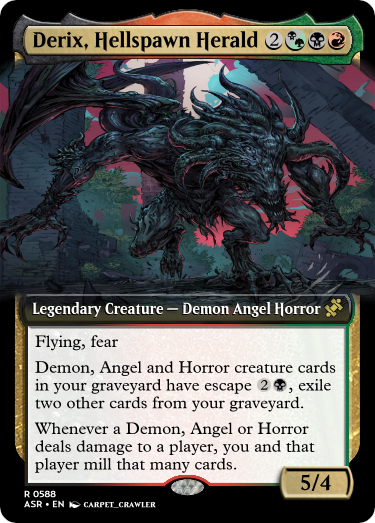 Derix, Hellspawn Herald 2
Legendary Creature — Demon Angel Horror
Flying, fear
Demon, Angel and Horror creature cards
in your graveyard have escape 2, exile
two other cards from your graveyard.
Whenever a Demon, Angel or Horror
deals damage to a player, you and that
player mill that many cards.
5/4
R 0588
ASR • EN CARPET_CRAWLER